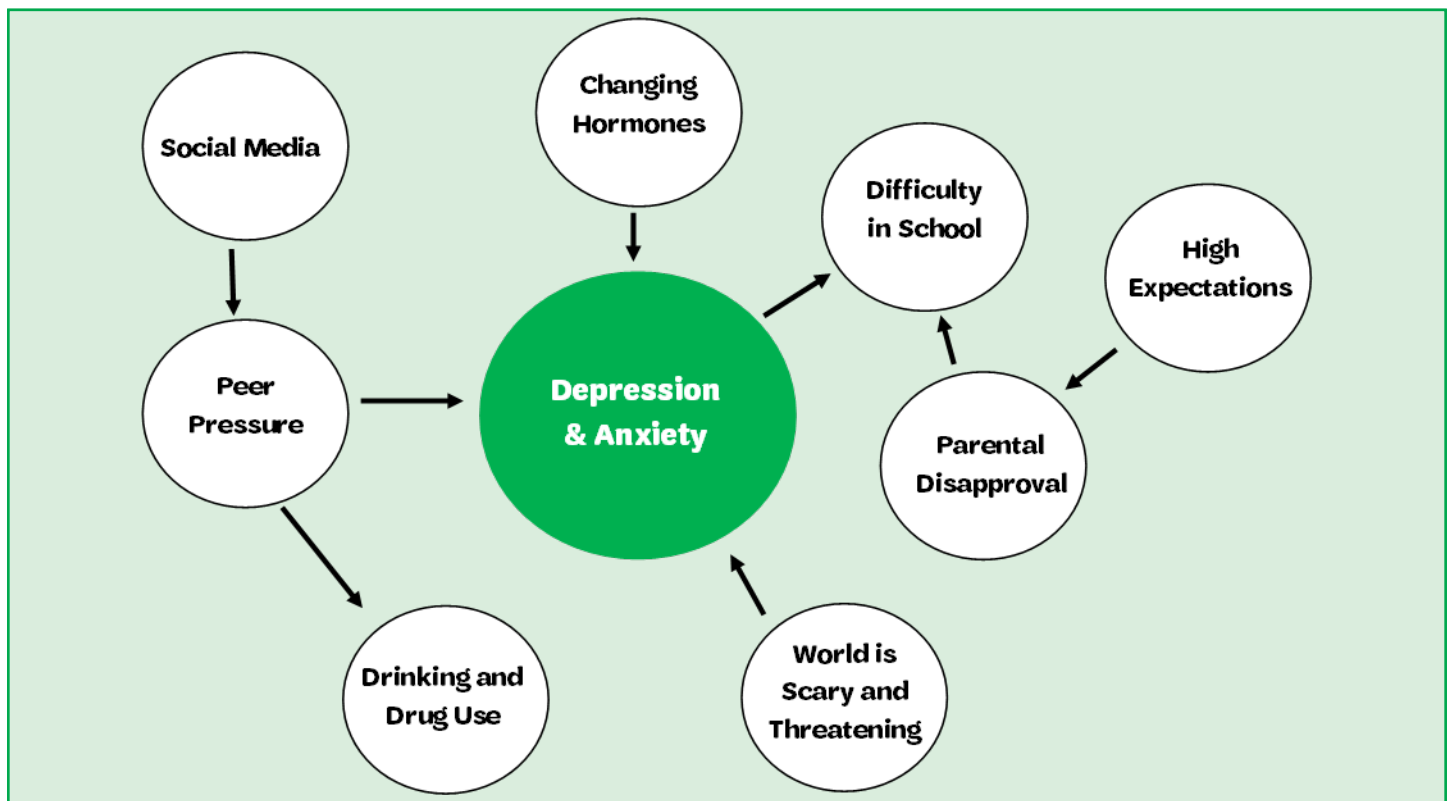 Changing
Hormones
Social Media
Difficulty
in School
High
Expectations
Peer
Pressure
Depression
& Anxiety
Parental
Disapproval
Drinking and
Drug Use
World is
Scary and
Threatening